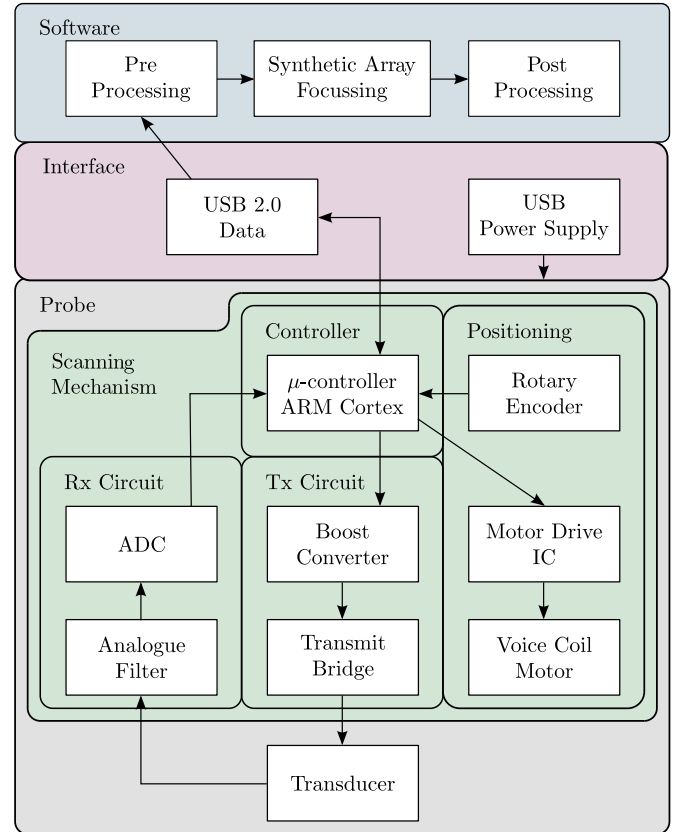 Software
Pre
Processing
Synthetic Array
Focussing
Post
Processing
Interface
USB 2.0
Data
USB
Power Supply
Probe
Scanning
Mechanism
Controller
μ-controller
ARM Cortex
Positioning
Rotary
Encoder
Rx Circuit
ADC
Analogue
Filter
Tx Circuit
Boost
Converter
Transmit
Bridge
Motor Drive
IC
Voice Coil
Motor
Transducer